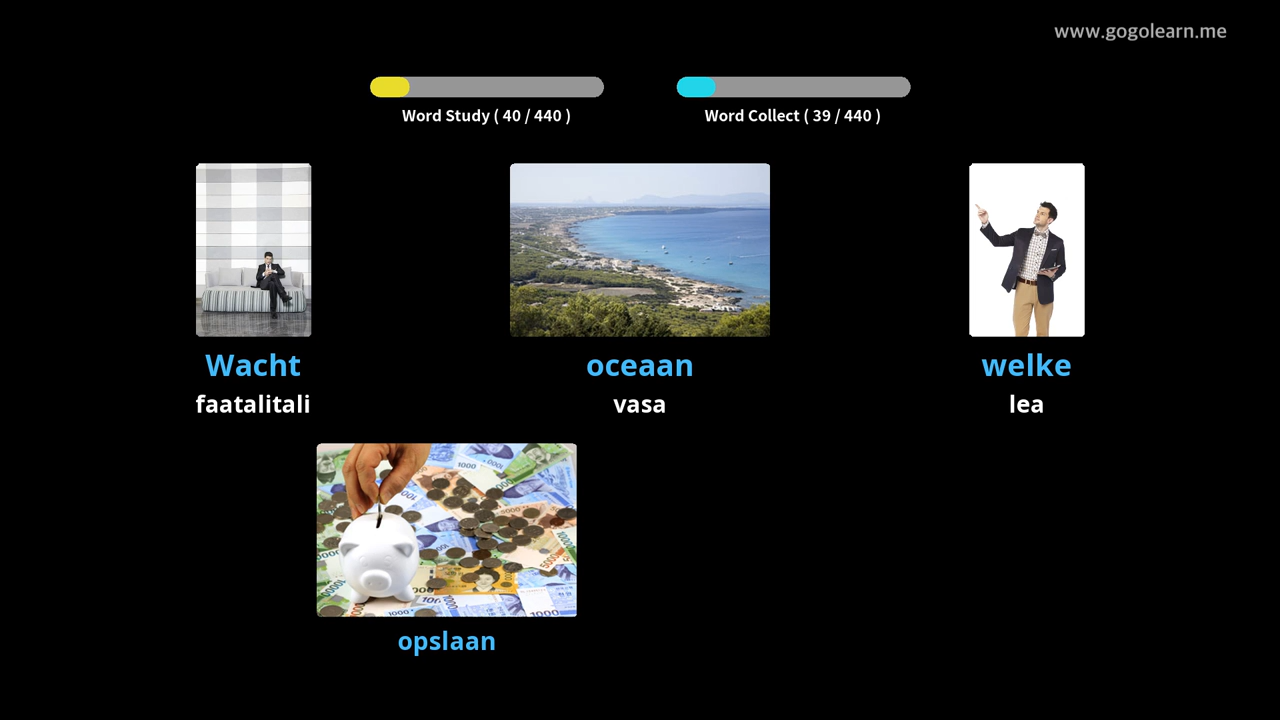 www.gogolearn.me
Word Study ( 40 / 440 )
Word Collect ( 39 / 440 )
Wacht
faatalitali
oceaan
vasa
welke
lea
opslaan